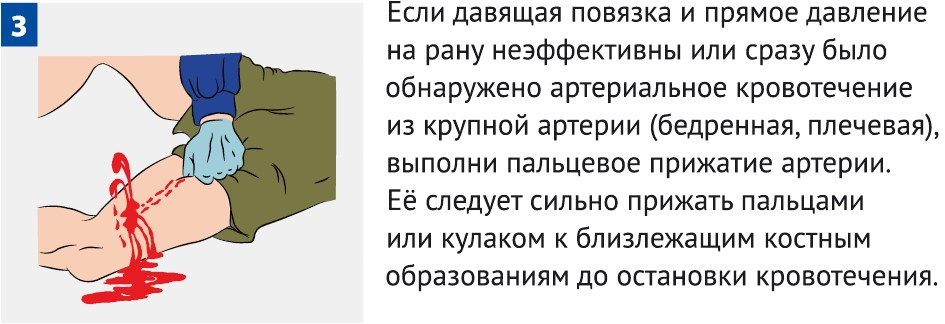 3
Если давящая повязка и прямое давление
на рану неэффективны или сразу было
обнаружено артериальное кровотечение
из крупной артерии (бедренная, плечевая),
выполни пальцевое прижатие артерии.
Её следует сильно прижать пальцами
или кулаком к близлежащим костным
образованиям до остановки кровотечения.